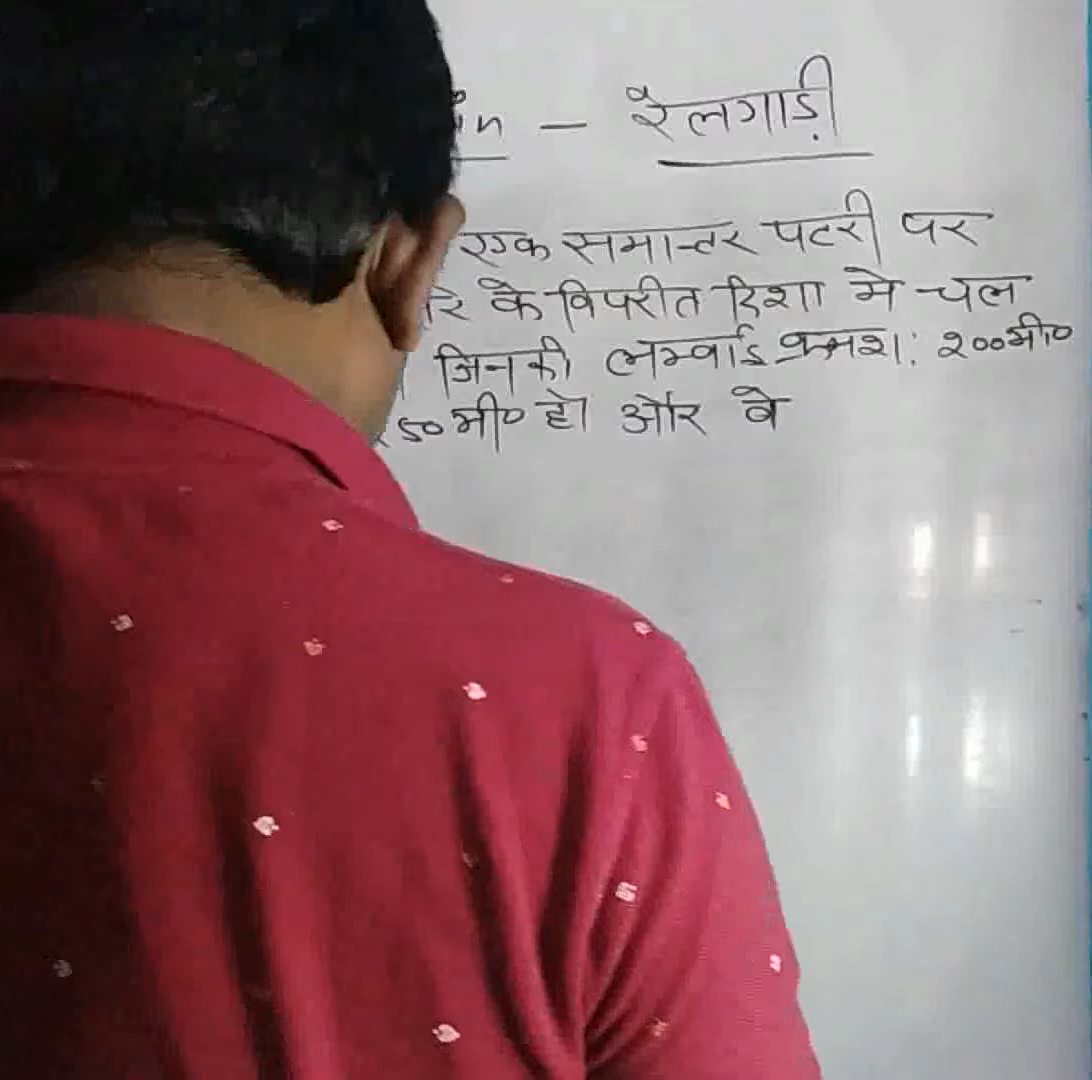 in – रेलगाड़ी
एक समान्तर पटरी पर
रे के विपरीत दिशा मे चल
जिनकी लम्बाई क्रमशः 200मी०
50मी० हो और वे